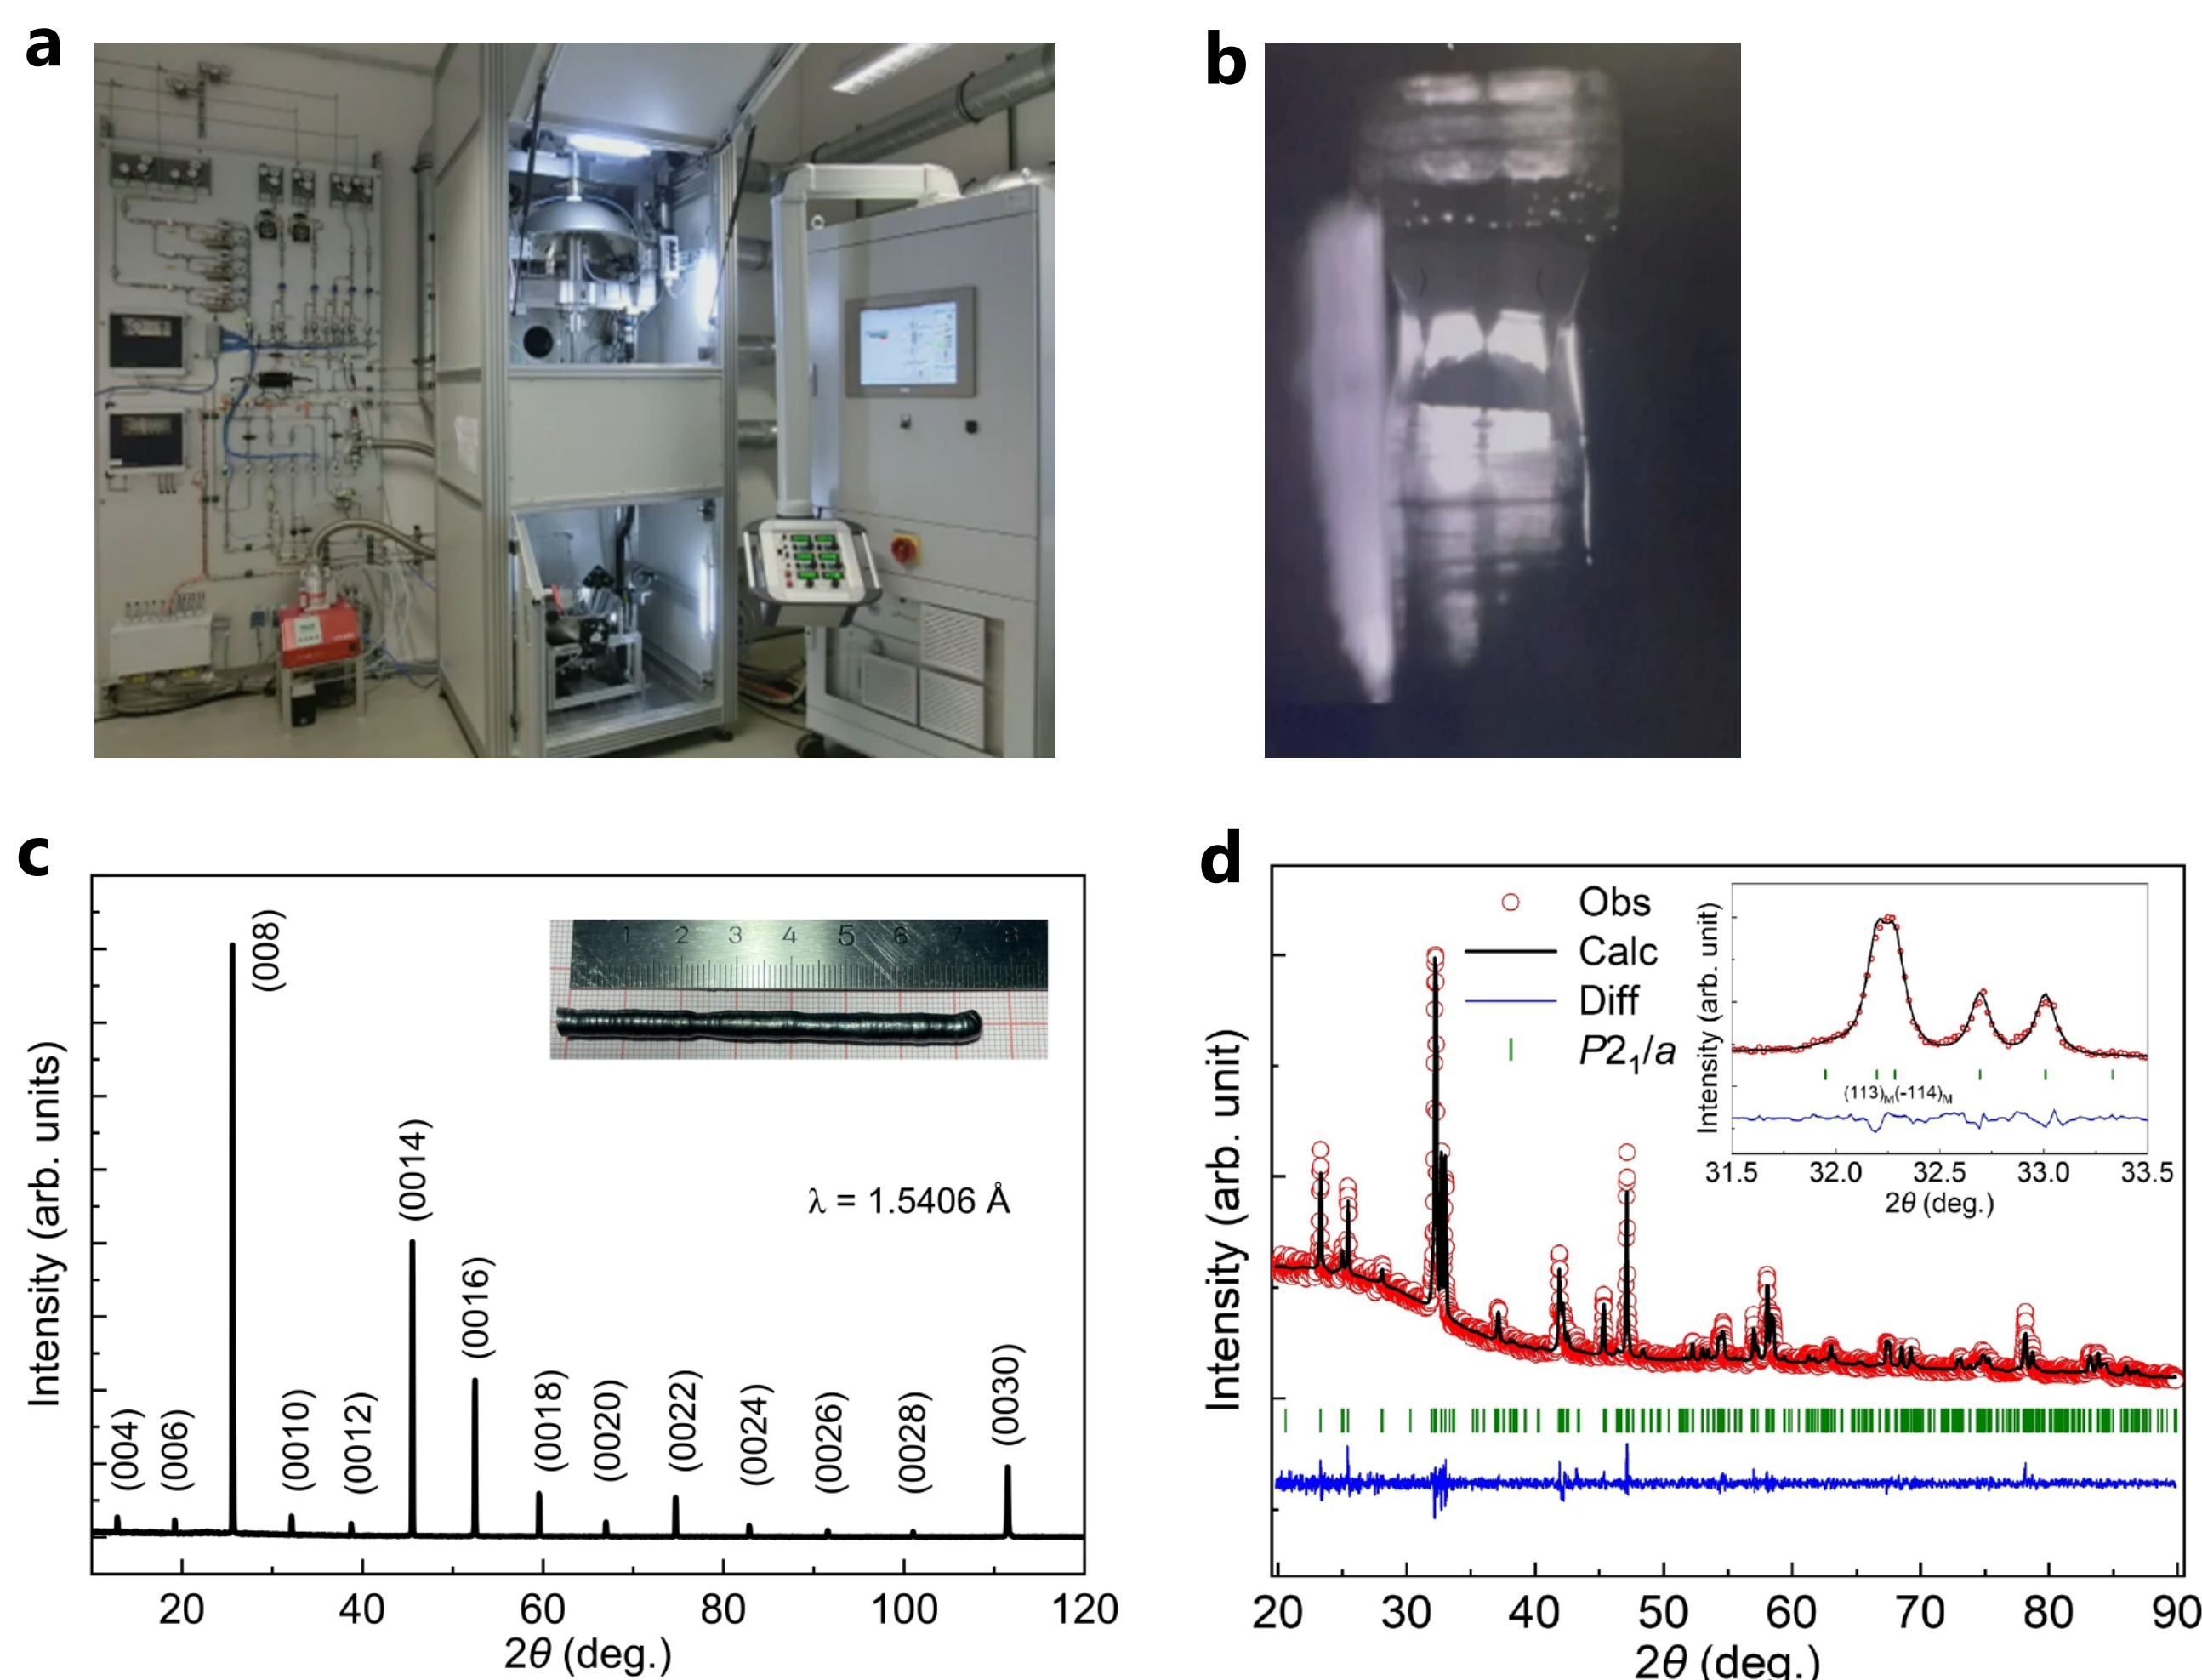 a
b
c
Intensity (arb. units)
(004)
(006)
(008)
(0010)
(0012)
(0014)
(0016)
(0018)
(0020)
(0022)
(0024)
(0026)
(0028)
(0030)
1 2 3 4 5 6 7 8
λ = 1.5406 Å
20 40 60 80 100 120
2θ (deg.)
d
Intensity (arb. unit)
Obs
Calc
Diff
P2₁/a
Intensity (arb. unit)
(113)M(-114)M
31.5 32.0 32.5 33.0 33.5
2θ (deg.)
20 30 40 50 60 70 80 90
2θ (deg.)